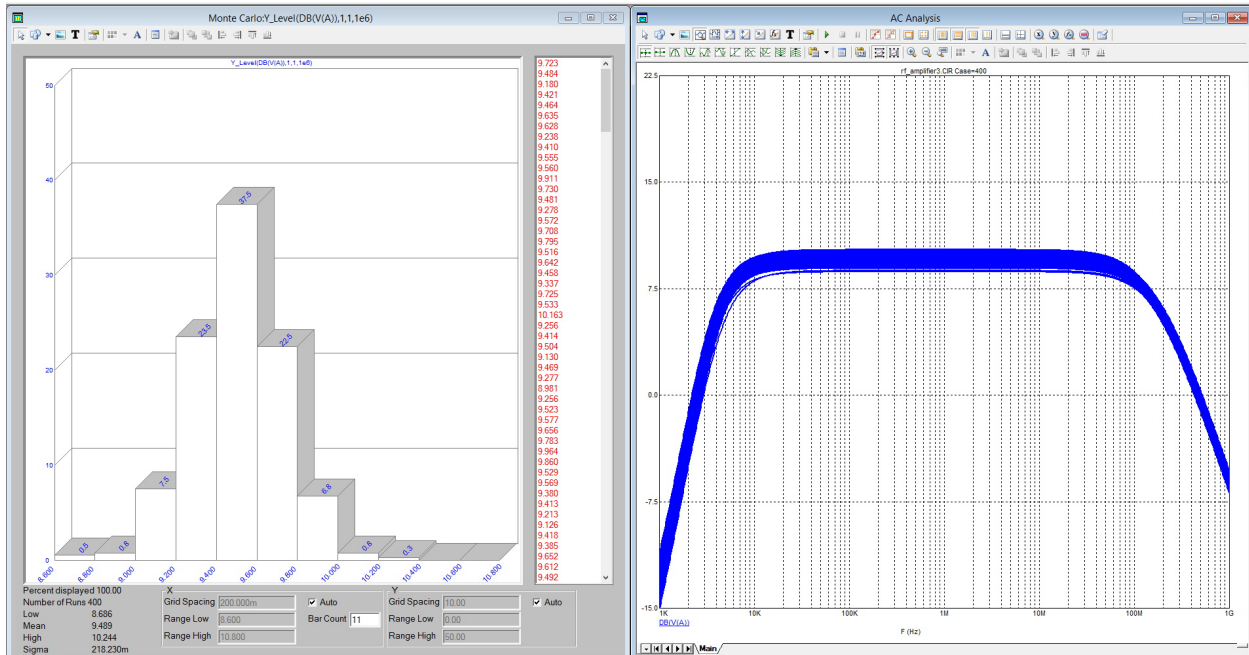 Monte Carlo:Y_Level(DB(V(A)),1,1,1e6)
Y_Level(DB(V(A)),1,1,1e6)
50
40
30
20
10
0
0.5
0.8
7.5
23.5
37.5
22.5
6.8
0.8
0.3
8.600
8.800
9.000
9.200
9.400
9.600
9.800
10.000
10.200
10.400
10.600
10.800
9.723
9.484
9.180
9.421
9.464
9.635
9.628
9.238
9.410
9.555
9.560
9.911
9.730
9.481
9.278
9.572
9.708
9.795
9.516
9.642
9.458
9.337
9.725
9.533
10.163
9.256
9.414
9.504
9.130
9.469
9.277
8.981
9.256
9.523
9.577
9.656
9.783
9.964
9.860
9.529
9.569
9.380
9.413
9.213
9.126
9.418
9.385
9.652
9.612
9.492
Percent displayed 100.00
Number of Runs 400
Low 8.686
Mean 9.489
High 10.244
Sigma 218.230m
X
Grid Spacing 200.000m Auto
Range Low 8.600 Bar Count 11
Range High 10.800
Y
Grid Spacing 10.00 Auto
Range Low 0.00
Range High 50.00
AC Analysis
rf_amplifier3.CIR Case=400
22.5
15.0
7.5
0.0
-7.5
-15.0
1K
10K
100K
1M
10M
100M
1G
DB(V(A))
F (Hz)
Main